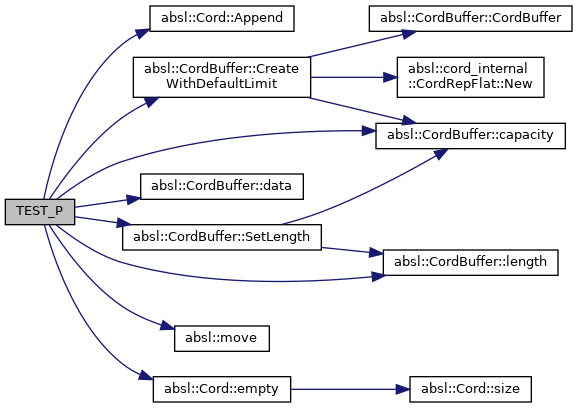 absl::Cord::Append
absl::CordBuffer::CordBuffer
absl::CordBuffer::Create
WithDefaultLimit
absl::cord_internal
::CordRepFlat::New
absl::CordBuffer::capacity
absl::CordBuffer::data
TEST_P
absl::CordBuffer::SetLength
absl::CordBuffer::length
absl::move
absl::Cord::empty
absl::Cord::size